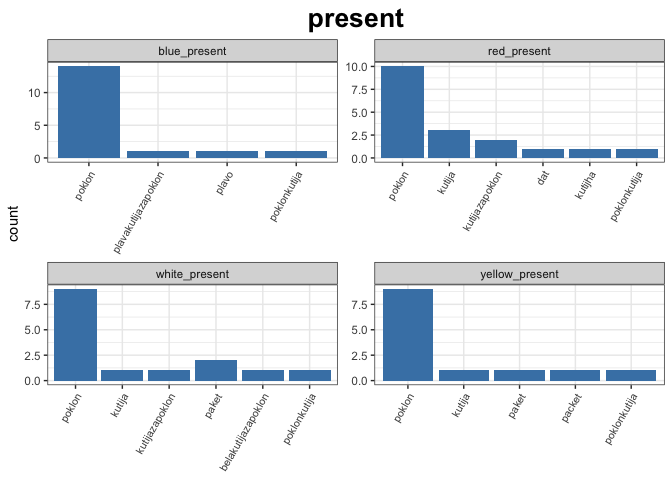 present
blue_present
red_present
10
5
0
10.0
7.5
5.0
2.5
0.0
poklon
plavakutijazapoklon
plavo
poklonkutija
poklon
kutija
kutijazapoklon
dat
kutijha
poklonkutija
count
white_present
yellow_present
7.5
5.0
2.5
0.0
7.5
5.0
2.5
0.0
poklon
kutija
kutijazapoklon
paket
belakutijazapoklon
poklonkutija
poklon
kutija
paket
packet
poklonkutija